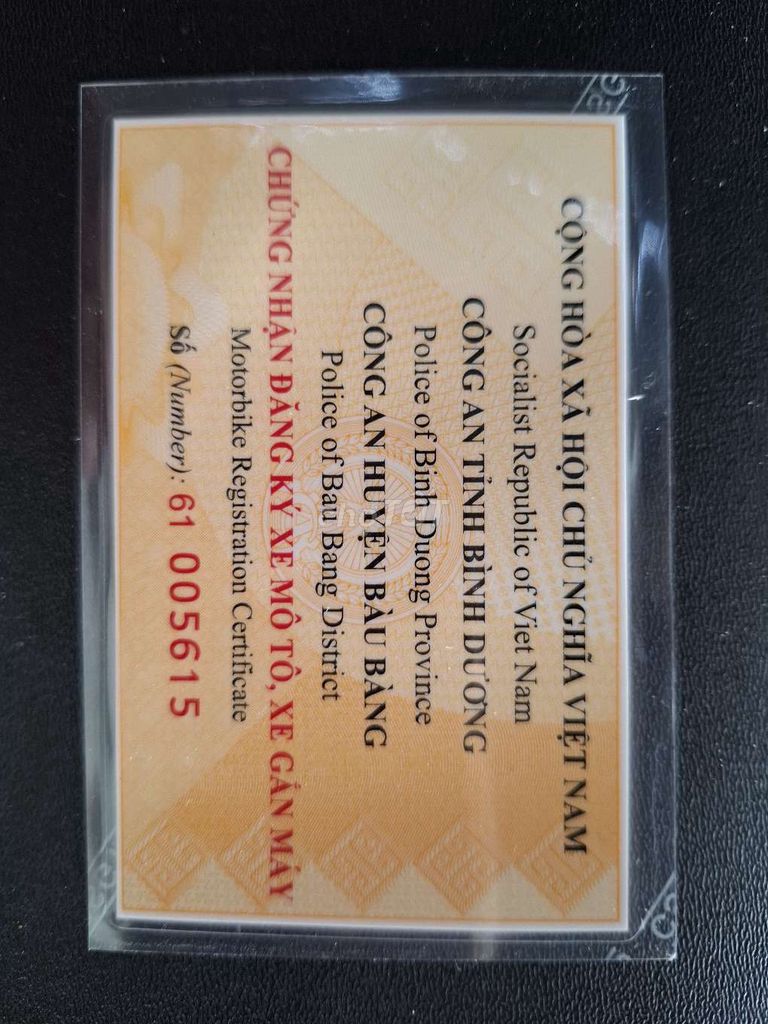 CỘNG HÒA XÃ HỘI CHỦ NGHĨA VIỆT NAM
Socialist Republic of Viet Nam
CÔNG AN TỈNH BÌNH DƯƠNG
Police of Binh Duong Province
CÔNG AN HUYỆN BÀU BÀNG
Police of Bau Bang District
CHỨNG NHẬN ĐĂNG KÝ XE MÔ TÔ, XE GẮN MÁY
Motorbike Registration Certificate
Số (Number): 61 005615